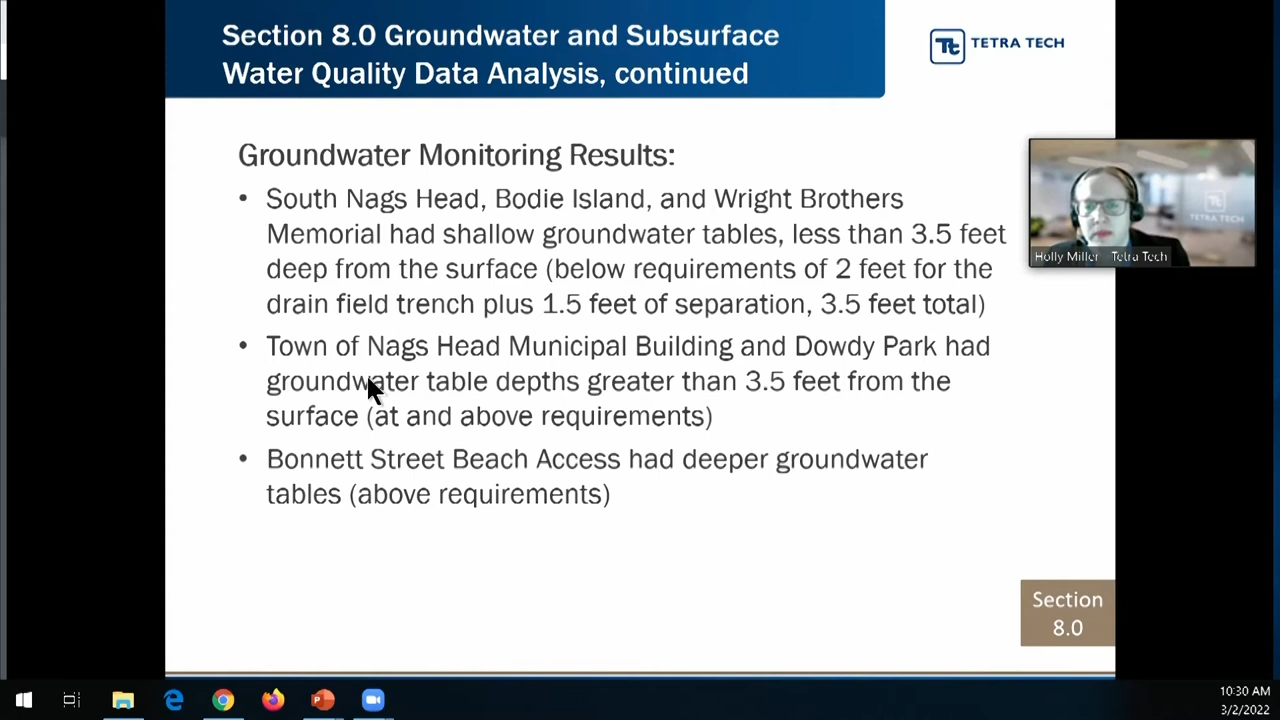 Section 8.0 Groundwater and Subsurface
Water Quality Data Analysis, continued
Tt TETRA TECH
Groundwater Monitoring Results:
• South Nags Head, Bodie Island, and Wright Brothers
Memorial had shallow groundwater tables, less than 3.5 feet
deep from the surface (below requirements of 2 feet for the
drain field trench plus 1.5 feet of separation, 3.5 feet total)
• Town of Nags Head Municipal Building and Dowdy Park had
groundwater table depths greater than 3.5 feet from the
surface (at and above requirements)
• Bonnett Street Beach Access had deeper groundwater
tables (above requirements)
TETRA TECH
Holly Miller - Tetra Tech
Section
8.0
10:30 AM
3/2/2022